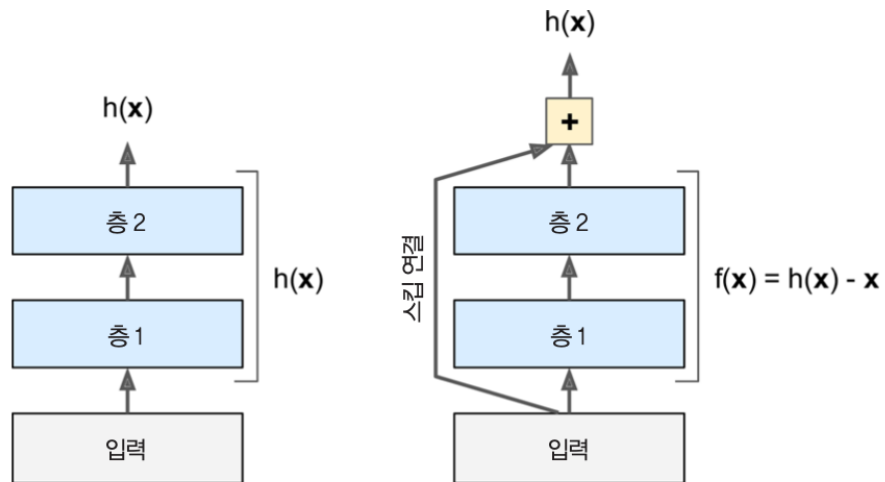 h(x)
층 2
h(x)
층 1
입력
h(x)
+
층 2
스킵 연결
f(x) = h(x) - x
층 1
입력